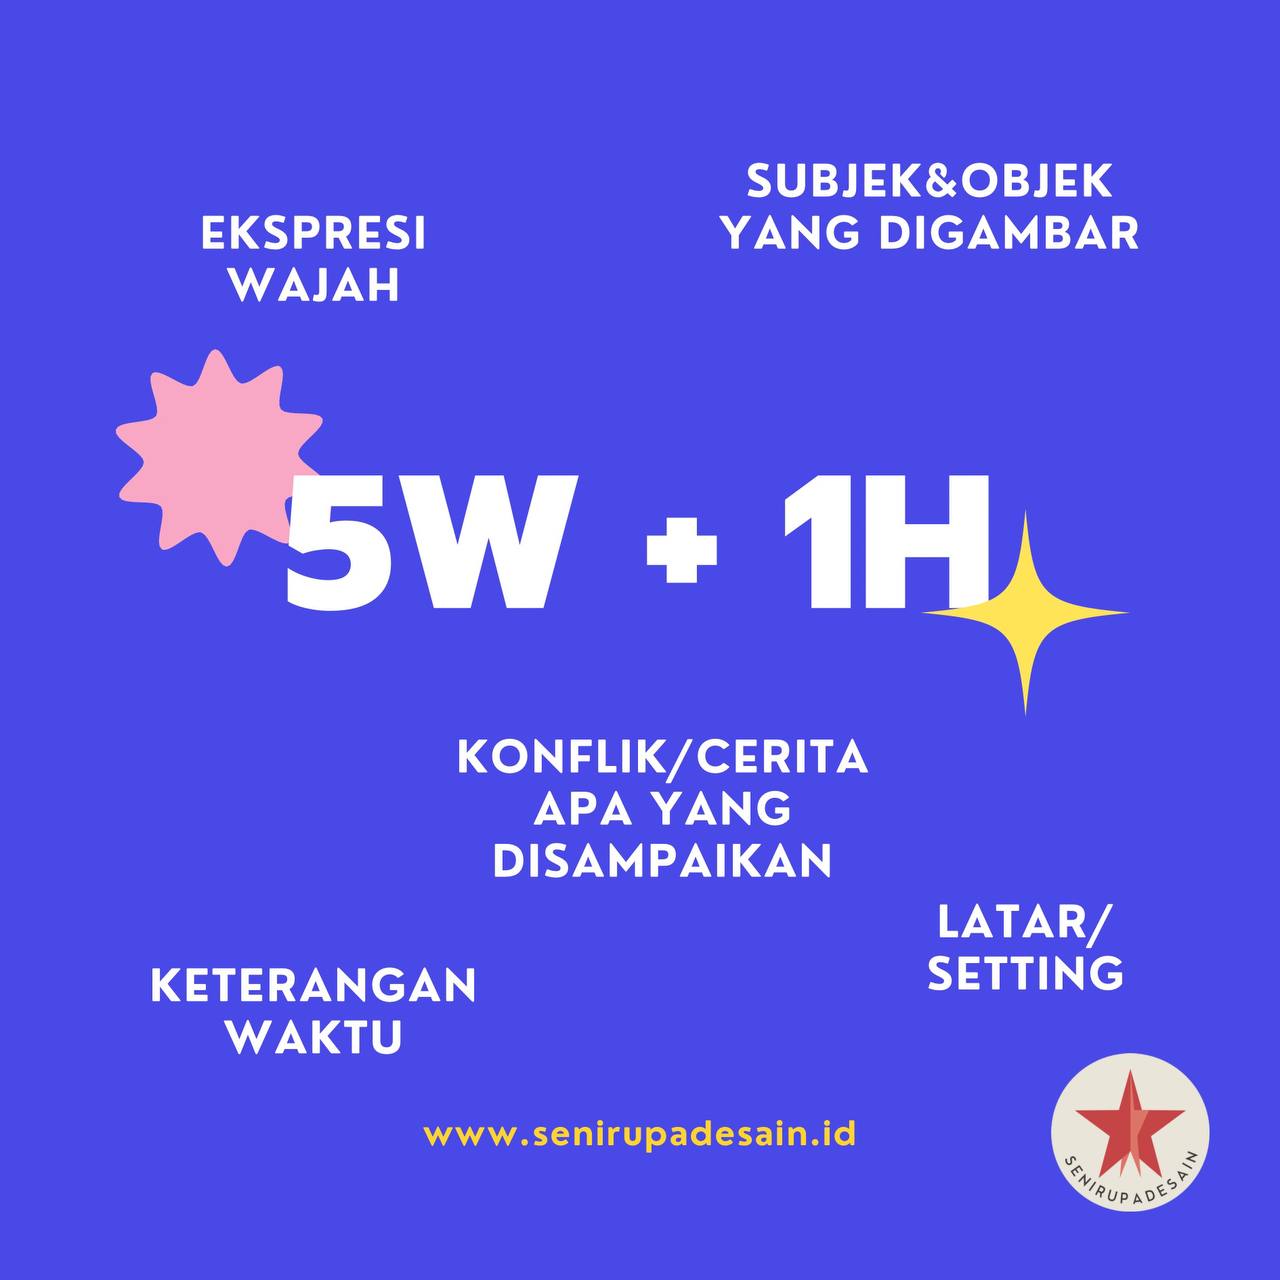 EKSPRESI
WAJAH
SUBJEK&OBJEK
YANG DIGAMBAR
5W + 1H
KONFLIK/CERITA
APA YANG
DISAMPAIKAN
LATAR/
SETTING
KETERANGAN
WAKTU
www.senirupadesain.id
SENIRUPADESAIN